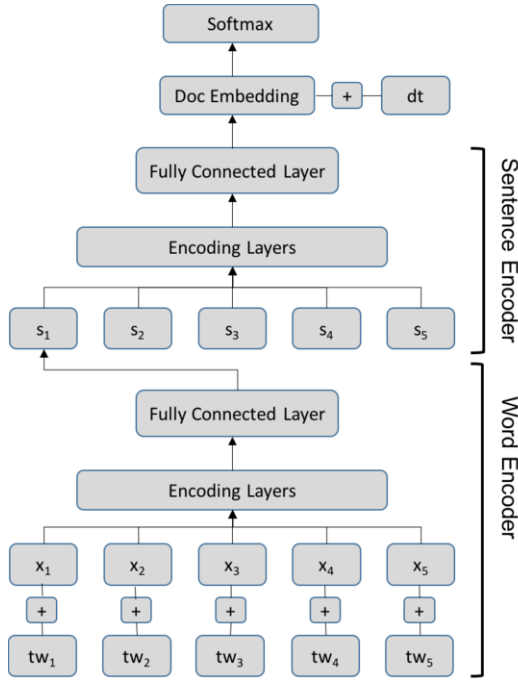 Softmax
Doc Embedding + dt
Fully Connected Layer
Encoding Layers
s₁ s₂ s₃ s₄ s₅
Sentence Encoder
Fully Connected Layer
Encoding Layers
x₁ x₂ x₃ x₄ x₅
+ + + + +
tw₁ tw₂ tw₃ tw₄ tw₅
Word Encoder